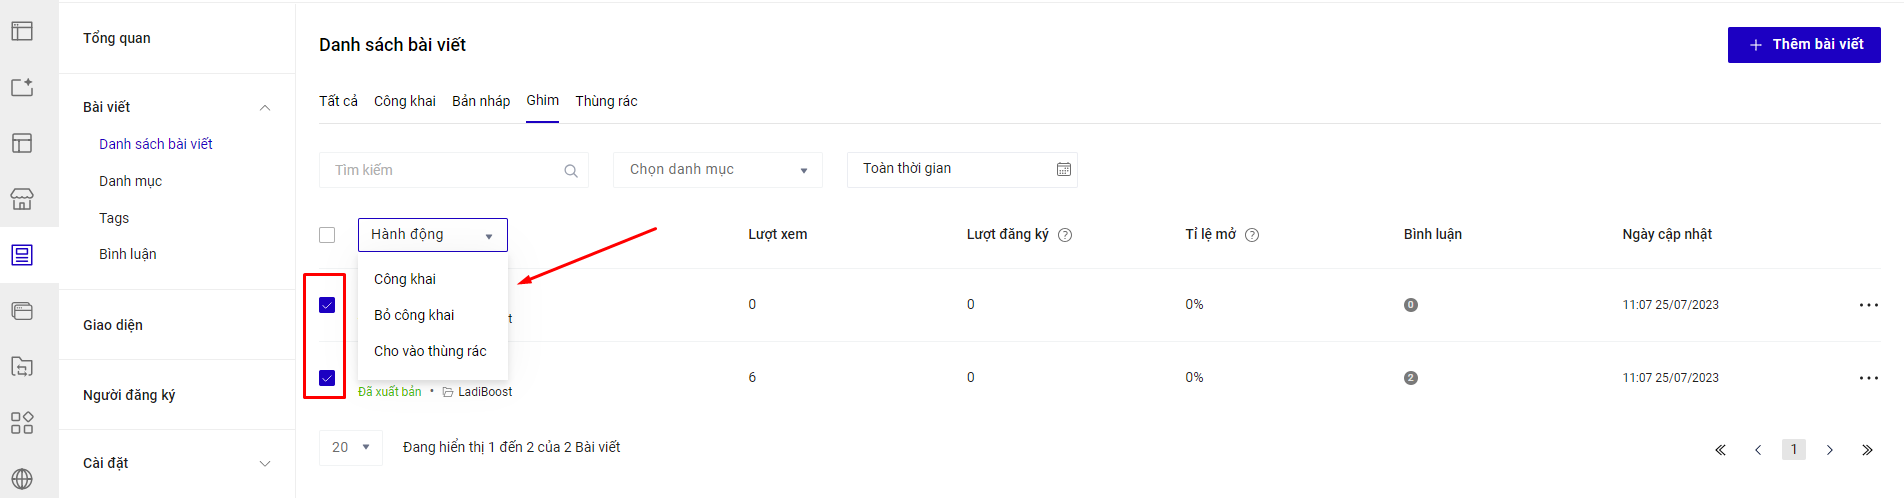 Tổng quan
Bài viết
Danh sách bài viết
Danh mục
Tags
Bình luận
Giao diện
Người đăng ký
Cài đặt
Danh sách bài viết
Thêm bài viết
Tất cả Công khai Bản nháp Ghim Thùng rác
Tìm kiếm Chọn danh mục Toàn thời gian
Hành động Lượt xem Lượt đăng ký ? Tỉ lệ mở ? Bình luận Ngày cập nhật
Công khai
Bỏ công khai
Cho vào thùng rác
0 0 0% 0 11:07 25/07/2023
6 0 0% 2 11:07 25/07/2023
Đã xuất bản • LadiBoost
20 Đang hiển thị 1 đến 2 của 2 Bài viết 1